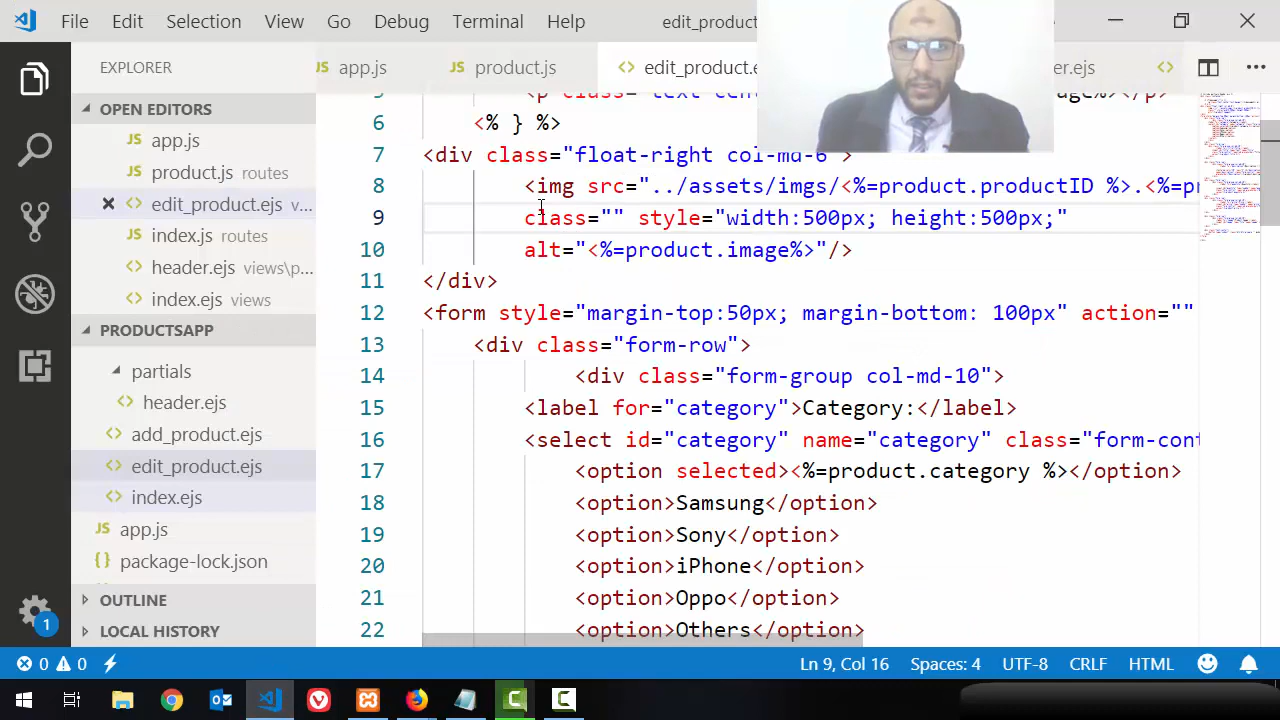 File Edit Selection View Go Debug Terminal Help edit_product
EXPLORER
app.js product.js edit_product.e er.ejs
OPEN EDITORS
app.js
product.js routes
edit_product.ejs v...
index.js routes
header.ejs views\p...
index.ejs views
PRODUCTSAPP
partials
header.ejs
add_product.ejs
edit_product.ejs
index.ejs
app.js
package-lock.json
OUTLINE
LOCAL HISTORY
6 <% } %>
7 <div class="float-right col-md-6">
8 <img src="../assets/imgs/<%=product.productID %>.<%=pr
9 class="" style="width:500px; height:500px;"
10 alt="<%=product.image%>"/>
11 </div>
12 <form style="margin-top:50px; margin-bottom: 100px" action=""
13 <div class="form-row">
14 <div class="form-group col-md-10">
15 <label for="category">Category:</label>
16 <select id="category" name="category" class="form-cont
17 <option selected><%=product.category %></option>
18 <option>Samsung</option>
19 <option>Sony</option>
20 <option>iPhone</option>
21 <option>Oppo</option>
22 <option>Others</option>
1
0 0 Ln 9, Col 16 Spaces: 4 UTF-8 CRLF HTML